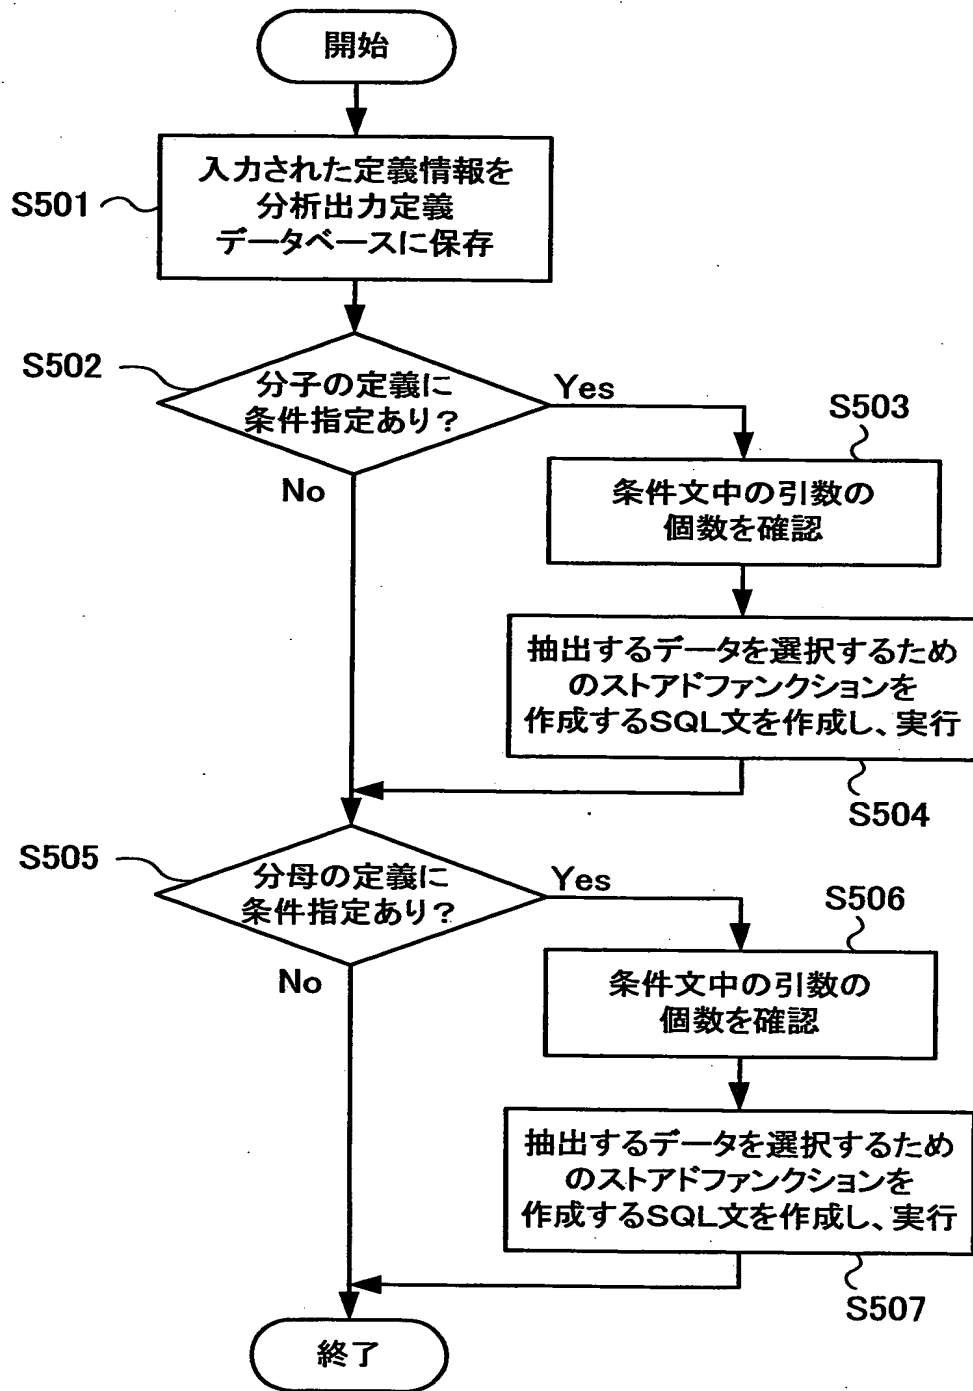 開始
S501
入力された定義情報を
分析出力定義
データベースに保存
S502
分子の定義に
条件指定あり?
Yes
No
S503
条件文中の引数の
個数を確認
抽出するデータを選択するため
のストアドファンクションを
作成するSQL文を作成し、実行
S504
S505
分母の定義に
条件指定あり?
Yes
No
S506
条件文中の引数の
個数を確認
抽出するデータを選択するため
のストアドファンクションを
作成するSQL文を作成し、実行
S507
終了